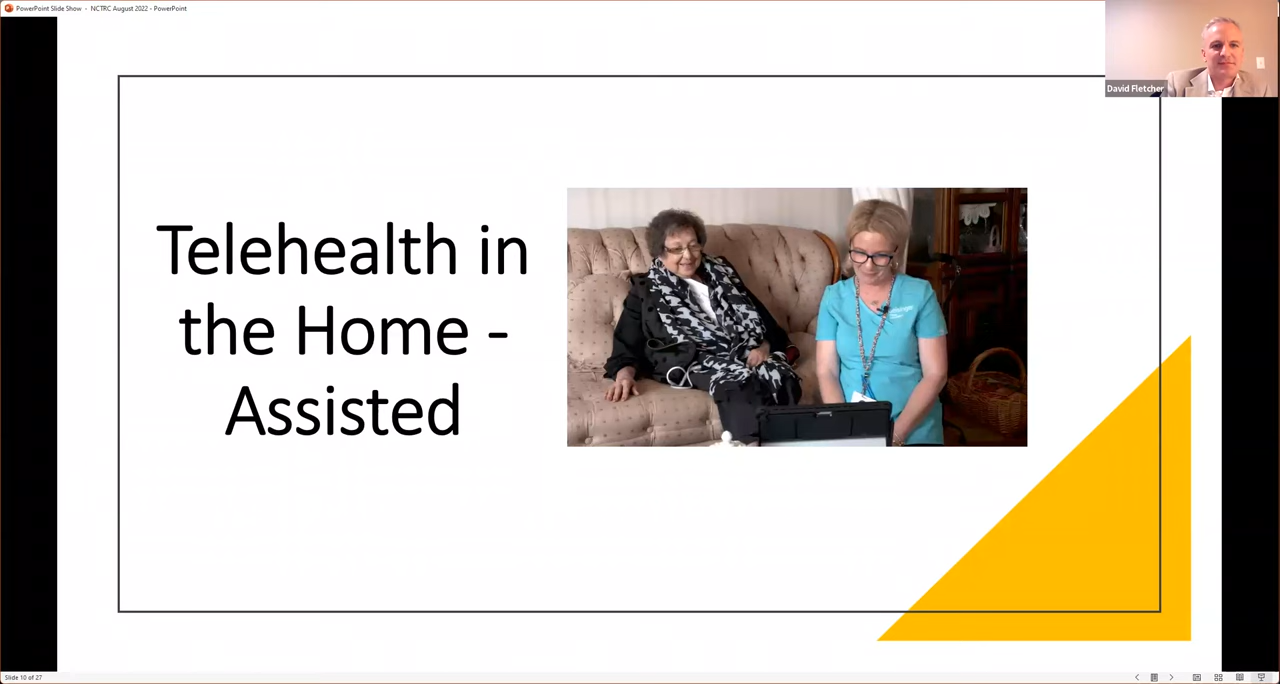 PowerPoint Slide Show - NCTRC August 2022 - PowerPoint
David Fletcher
Telehealth in
the Home -
Assisted
Slide 10 of 27